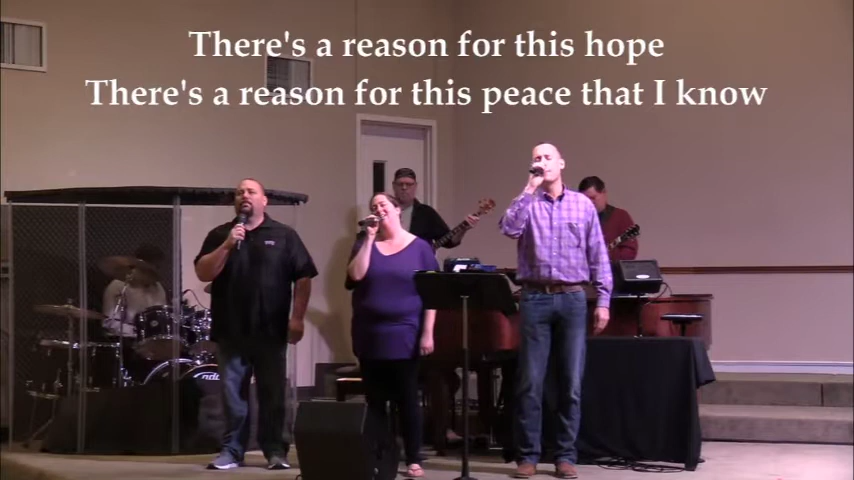 There's a reason for this hope
There's a reason for this peace that I know